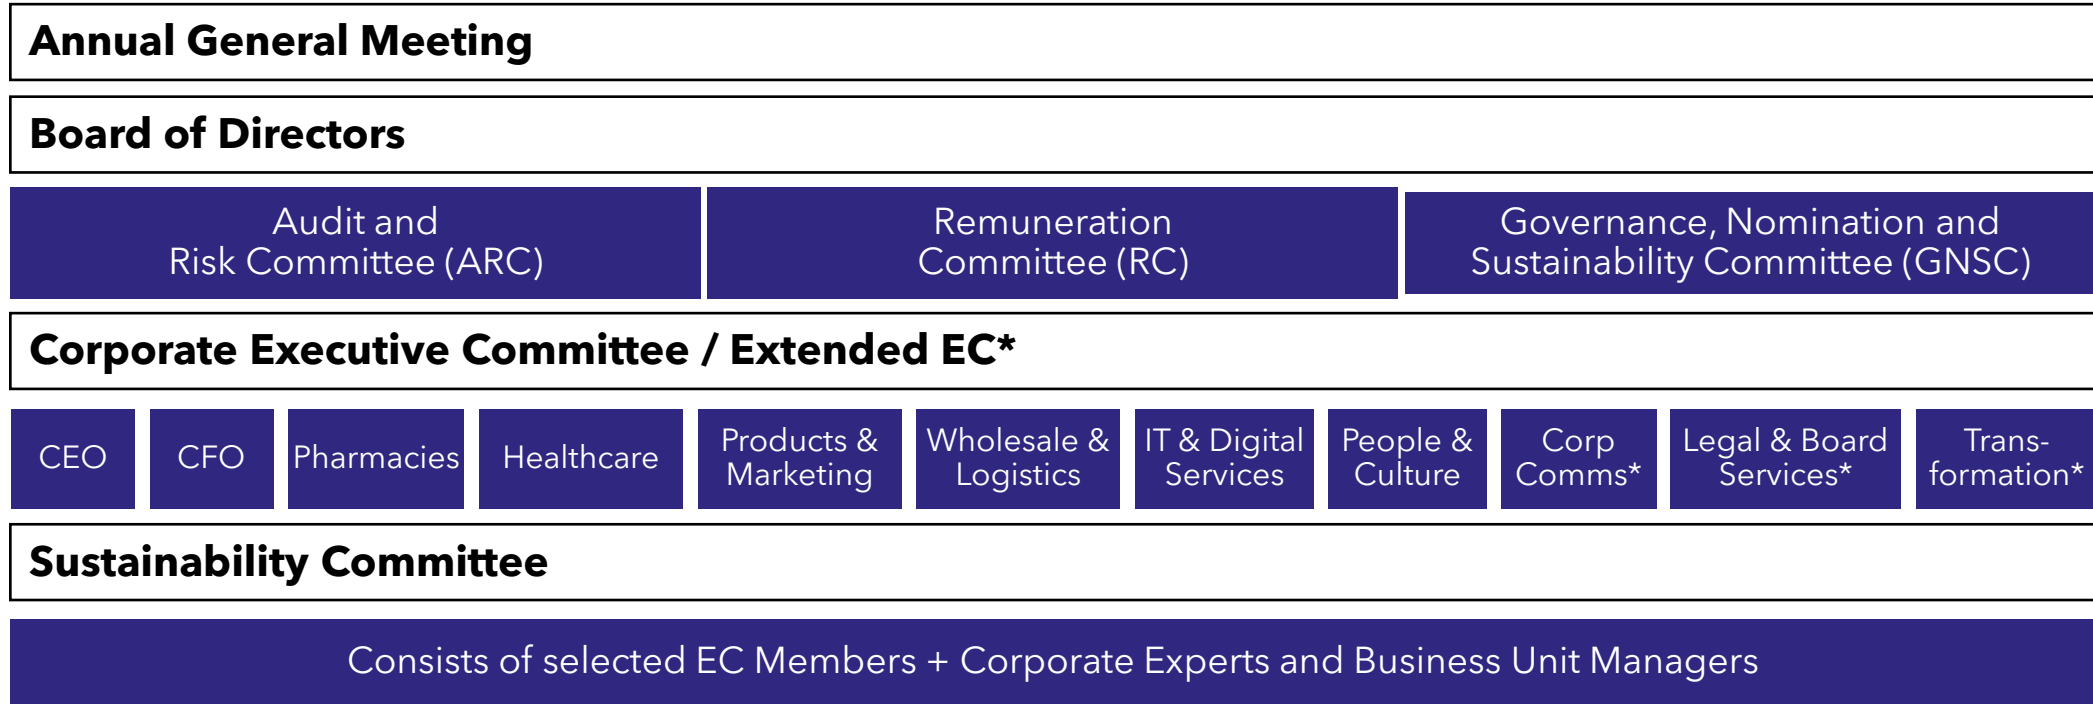 Annual General Meeting
Board of Directors
Audit and
Risk Committee (ARC)
Remuneration
Committee (RC)
Governance, Nomination and
Sustainability Committee (GNSC)
Corporate Executive Committee / Extended EC*
CEO
CFO
Pharmacies
Healthcare
Products &
Marketing
Wholesale &
Logistics
IT & Digital
Services
People &
Culture
Corp
Comms*
Legal & Board
Services*
Trans-
formation*
Sustainability Committee
Consists of selected EC Members + Corporate Experts and Business Unit Managers